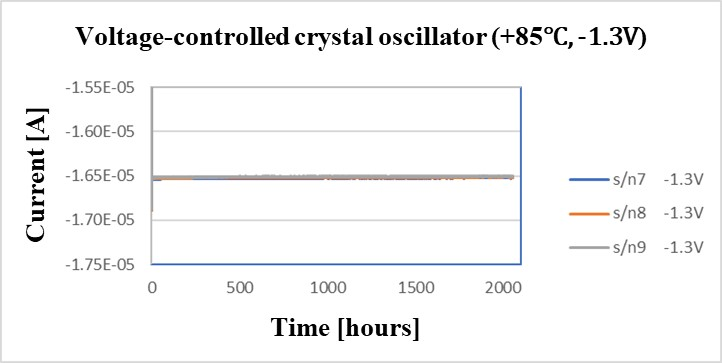 Voltage-controlled crystal oscillator (+85℃, -1.3V)
Current [A]
-1.55E-05
-1.60E-05
-1.65E-05
-1.70E-05
-1.75E-05
0 500 1000 1500 2000
Time [hours]
s/n7 -1.3V
s/n8 -1.3V
s/n9 -1.3V